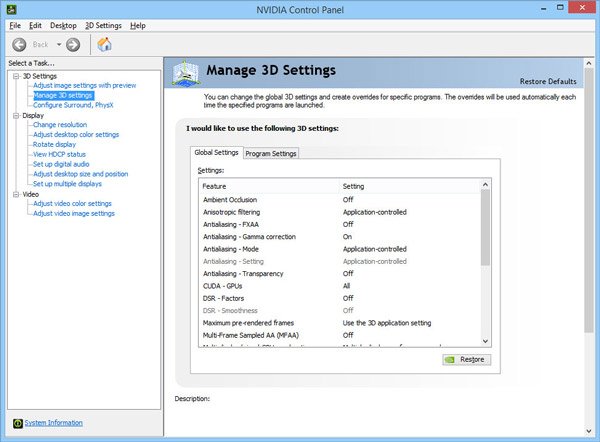 NVIDIA Control Panel
File Edit Desktop 3D Settings Help
Back
Select a Task...
3D Settings
Adjust image settings with preview
Manage 3D settings
Configure Surround, PhysX
Display
Change resolution
Adjust desktop color settings
Rotate display
View HDCP status
Set up digital audio
Adjust desktop size and position
Set up multiple displays
Video
Adjust video color settings
Adjust video image settings
System Information
Manage 3D Settings
Restore Defaults
You can change the global 3D settings and create overrides for specific programs. The overrides will be used automatically each
time the specified programs are launched.
I would like to use the following 3D settings:
Global Settings Program Settings
Settings:
Feature Setting
Ambient Occlusion Off
Anisotropic filtering Application-controlled
Antialiasing - FXAA Off
Antialiasing - Gamma correction On
Antialiasing - Mode Application-controlled
Antialiasing - Setting Application-controlled
Antialiasing - Transparency Off
CUDA - GPUs All
DSR - Factors Off
DSR - Smoothness Off
Maximum pre-rendered frames Use the 3D application setting
Multi-Frame Sampled AA (MFAA) Off
Restore
Description: